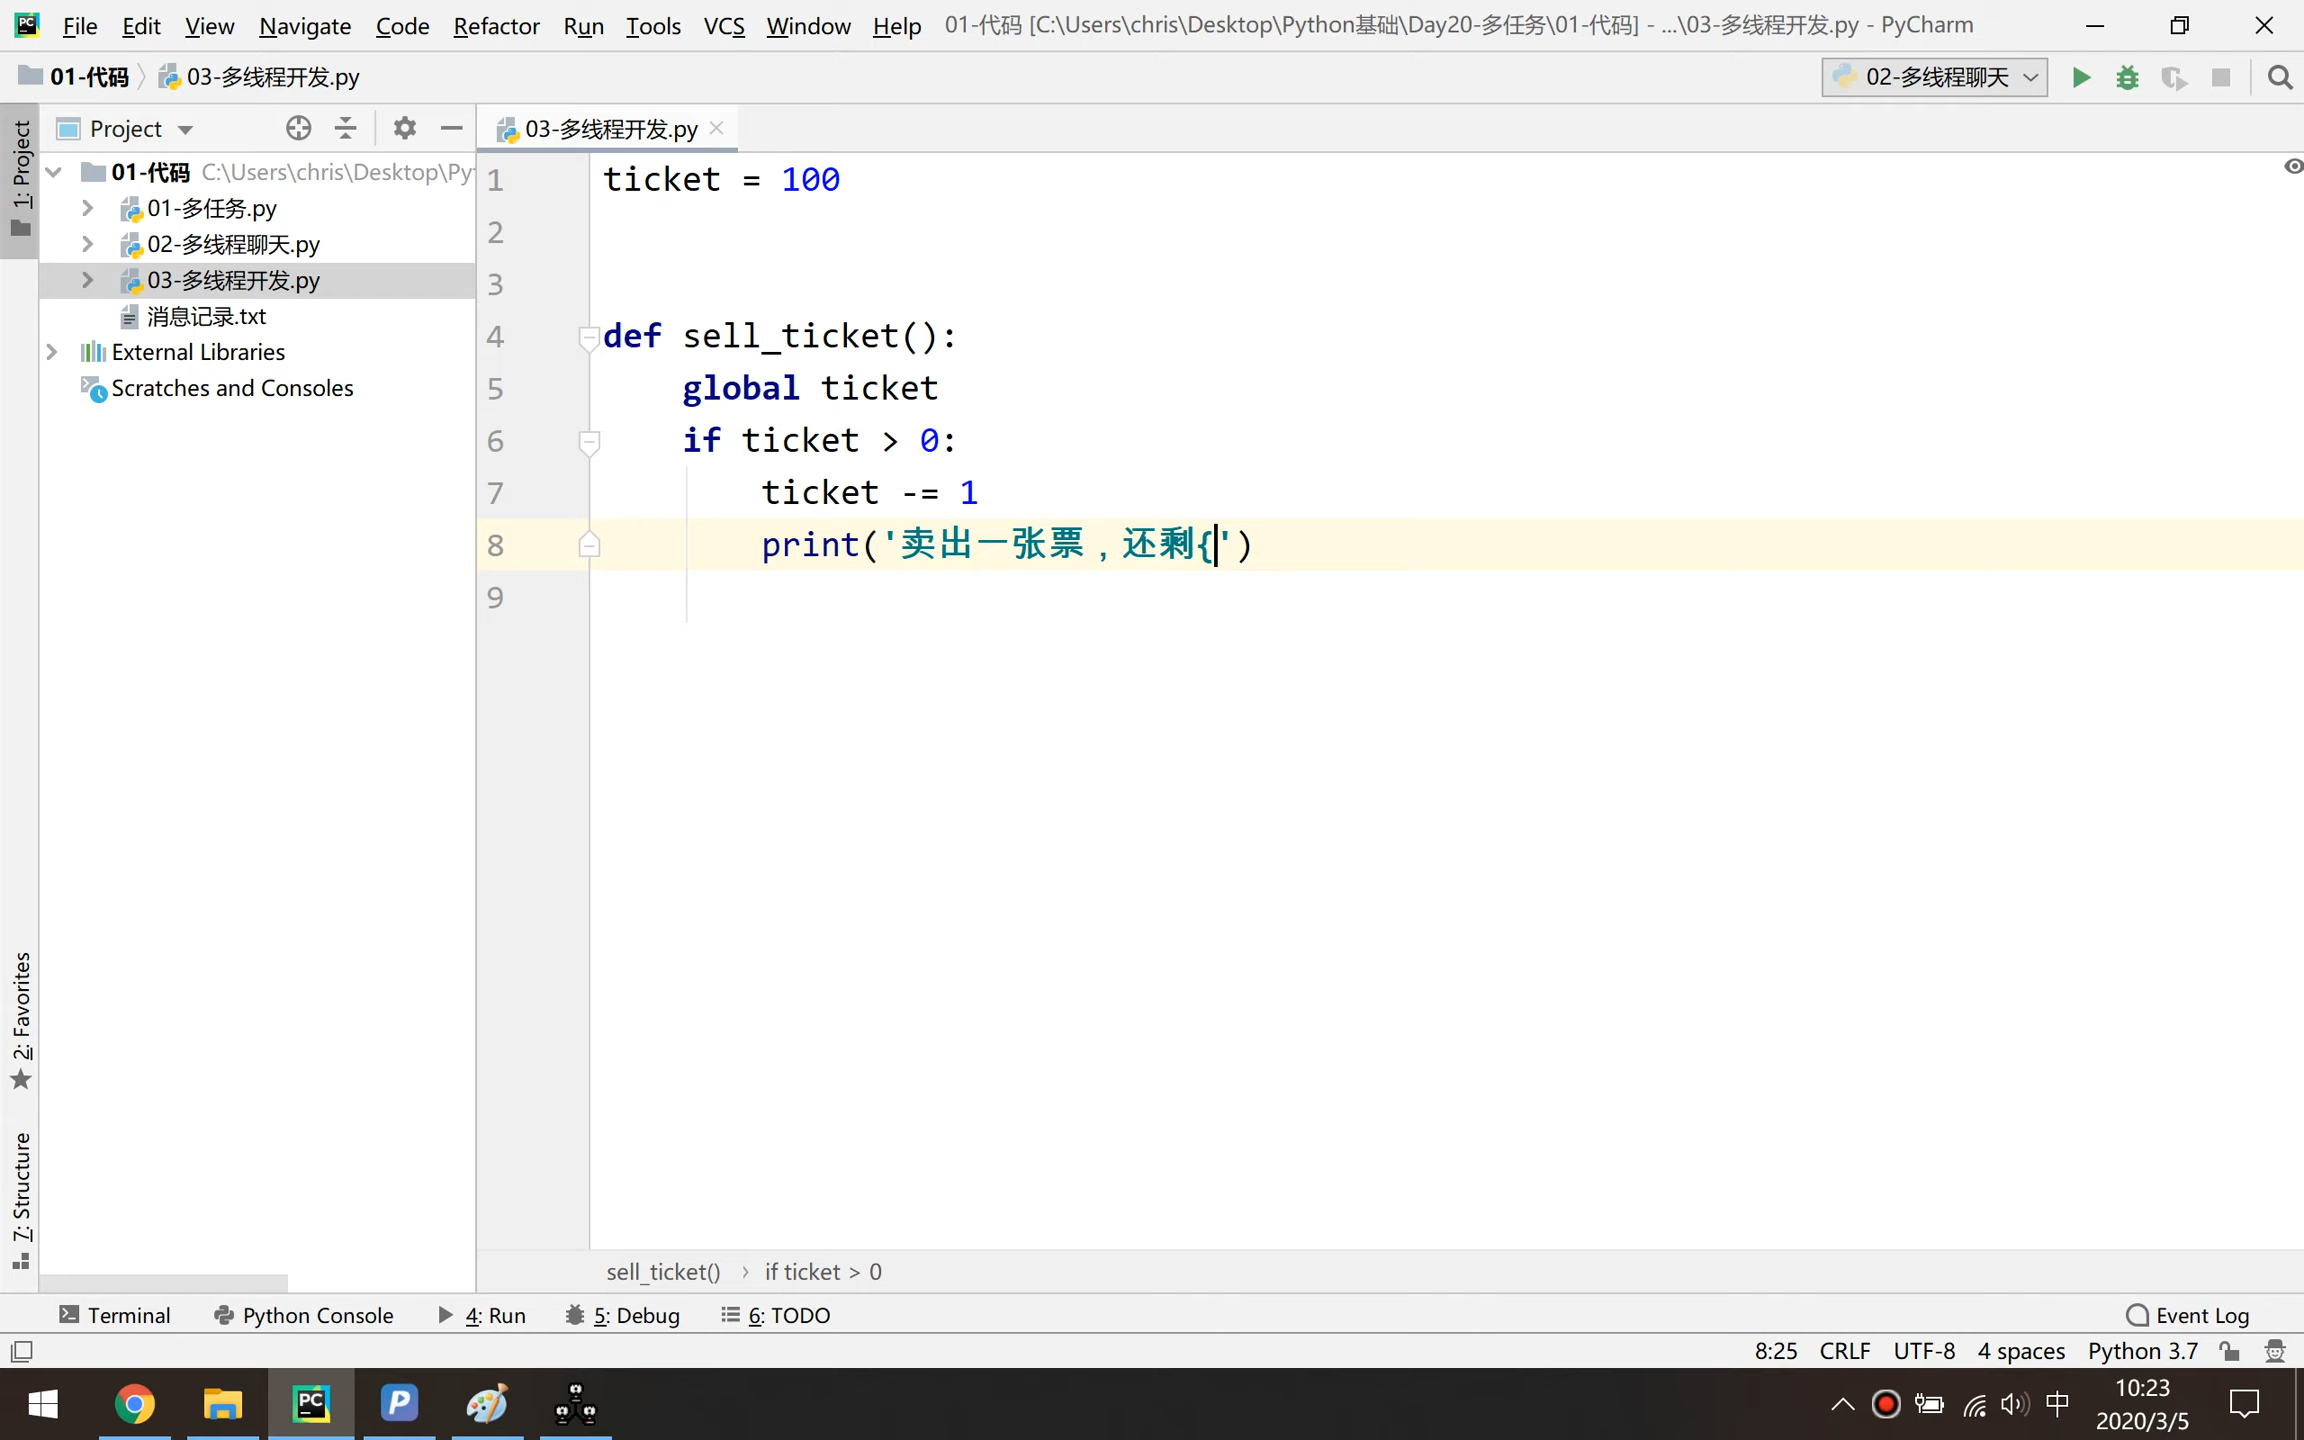 File Edit View Navigate Code Refactor Run Tools VCS Window Help 01-代码 [C:\Users\chris\Desktop\Python基础\Day20-多任务\01-代码] - ...\03-多线程开发.py - PyCharm
01-代码 03-多线程开发.py 02-多线程聊天
1: Project
Project 03-多线程开发.py
01-代码 C:\Users\chris\Desktop\Py
01-多任务.py
02-多线程聊天.py
03-多线程开发.py
消息记录.txt
External Libraries
Scratches and Consoles
1 ticket = 100
2
3
4 def sell_ticket():
5 global ticket
6 if ticket > 0:
7 ticket -= 1
8 print('卖出一张票，还剩{')
9
2: Favorites
7: Structure
sell_ticket() › if ticket > 0
Terminal Python Console 4: Run 5: Debug 6: TODO Event Log
8:25 CRLF UTF-8 4 spaces Python 3.7
PC P 中 10:23
2020/3/5